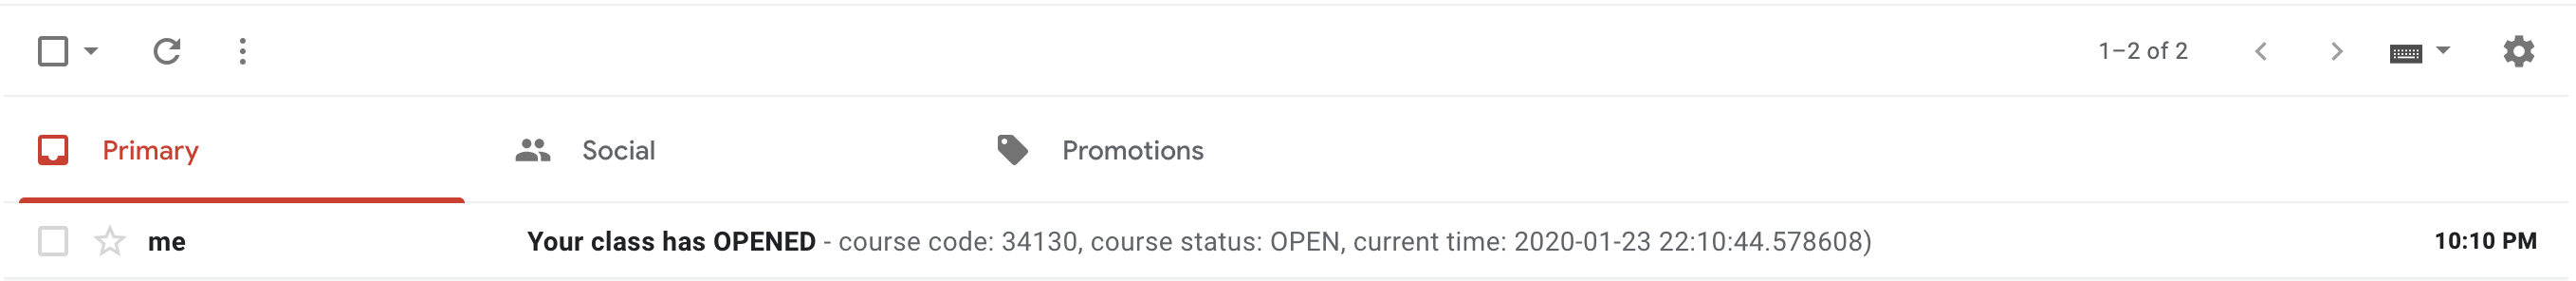 1–2 of 2
Primary Social Promotions
me Your class has OPENED - course code: 34130, course status: OPEN, current time: 2020-01-23 22:10:44.578608) 10:10 PM